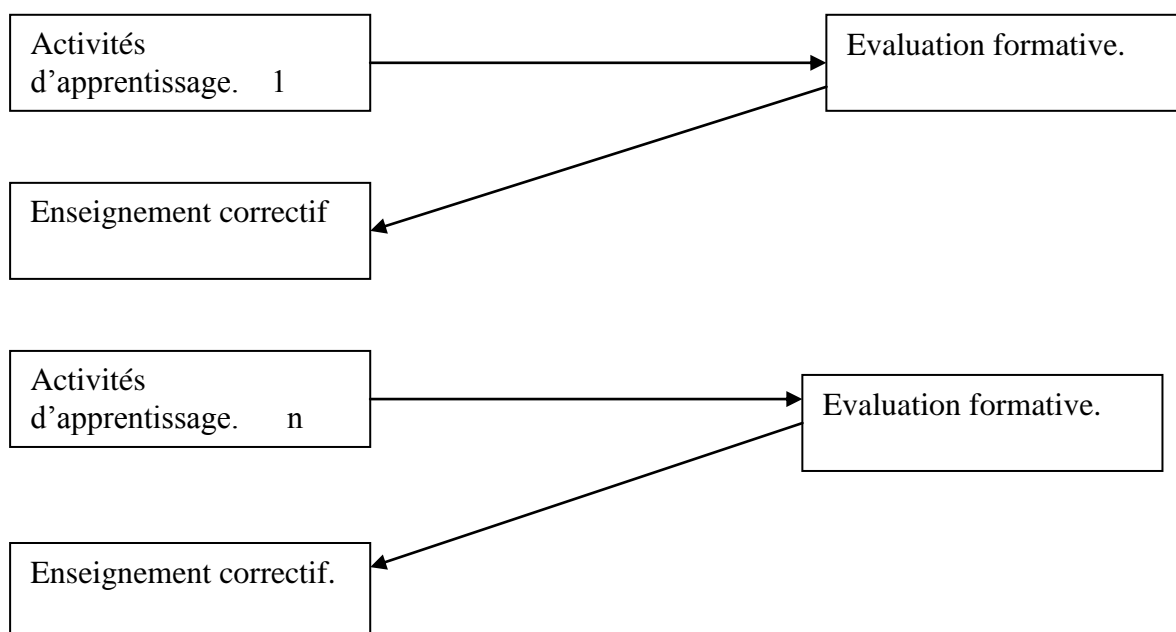 Activités
d’apprentissage. 1
Evaluation formative.
Enseignement correctif
Activités
d’apprentissage. n
Evaluation formative.
Enseignement correctif.